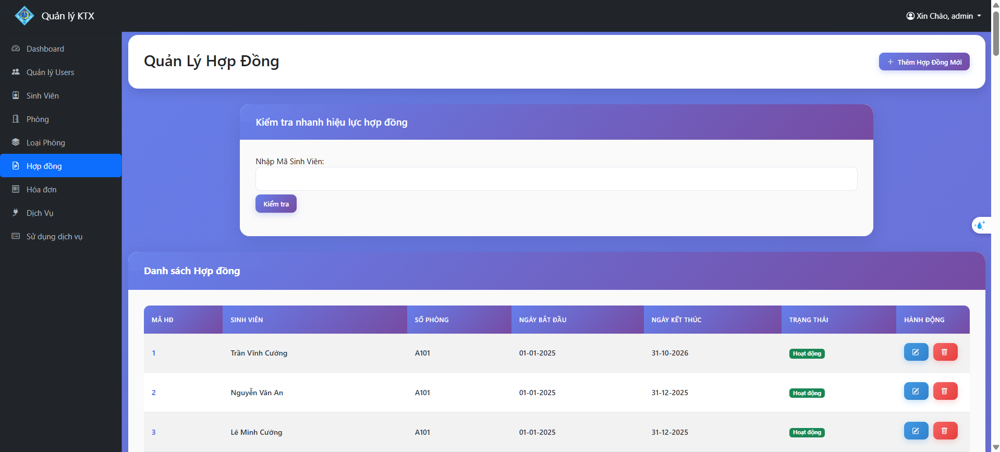 Quản lý KTX
Xin Chào, admin
Dashboard
Quản lý Users
Sinh Viên
Phòng
Loại Phòng
Hợp đồng
Hóa đơn
Dịch Vụ
Sử dụng dịch vụ
Quản Lý Hợp Đồng
Thêm Hợp Đồng Mới
Kiểm tra nhanh hiệu lực hợp đồng
Nhập Mã Sinh Viên:
Kiểm tra
Danh sách Hợp đồng
MÃ HĐ SINH VIÊN SỐ PHÒNG NGÀY BẮT ĐẦU NGÀY KẾT THÚC TRẠNG THÁI HÀNH ĐỘNG
1 Trần Vĩnh Cường A101 01-01-2025 31-10-2026 Hoạt động
2 Nguyễn Văn An A101 01-01-2025 31-12-2025 Hoạt động
3 Lê Minh Cường A101 01-01-2025 31-12-2025 Hoạt động